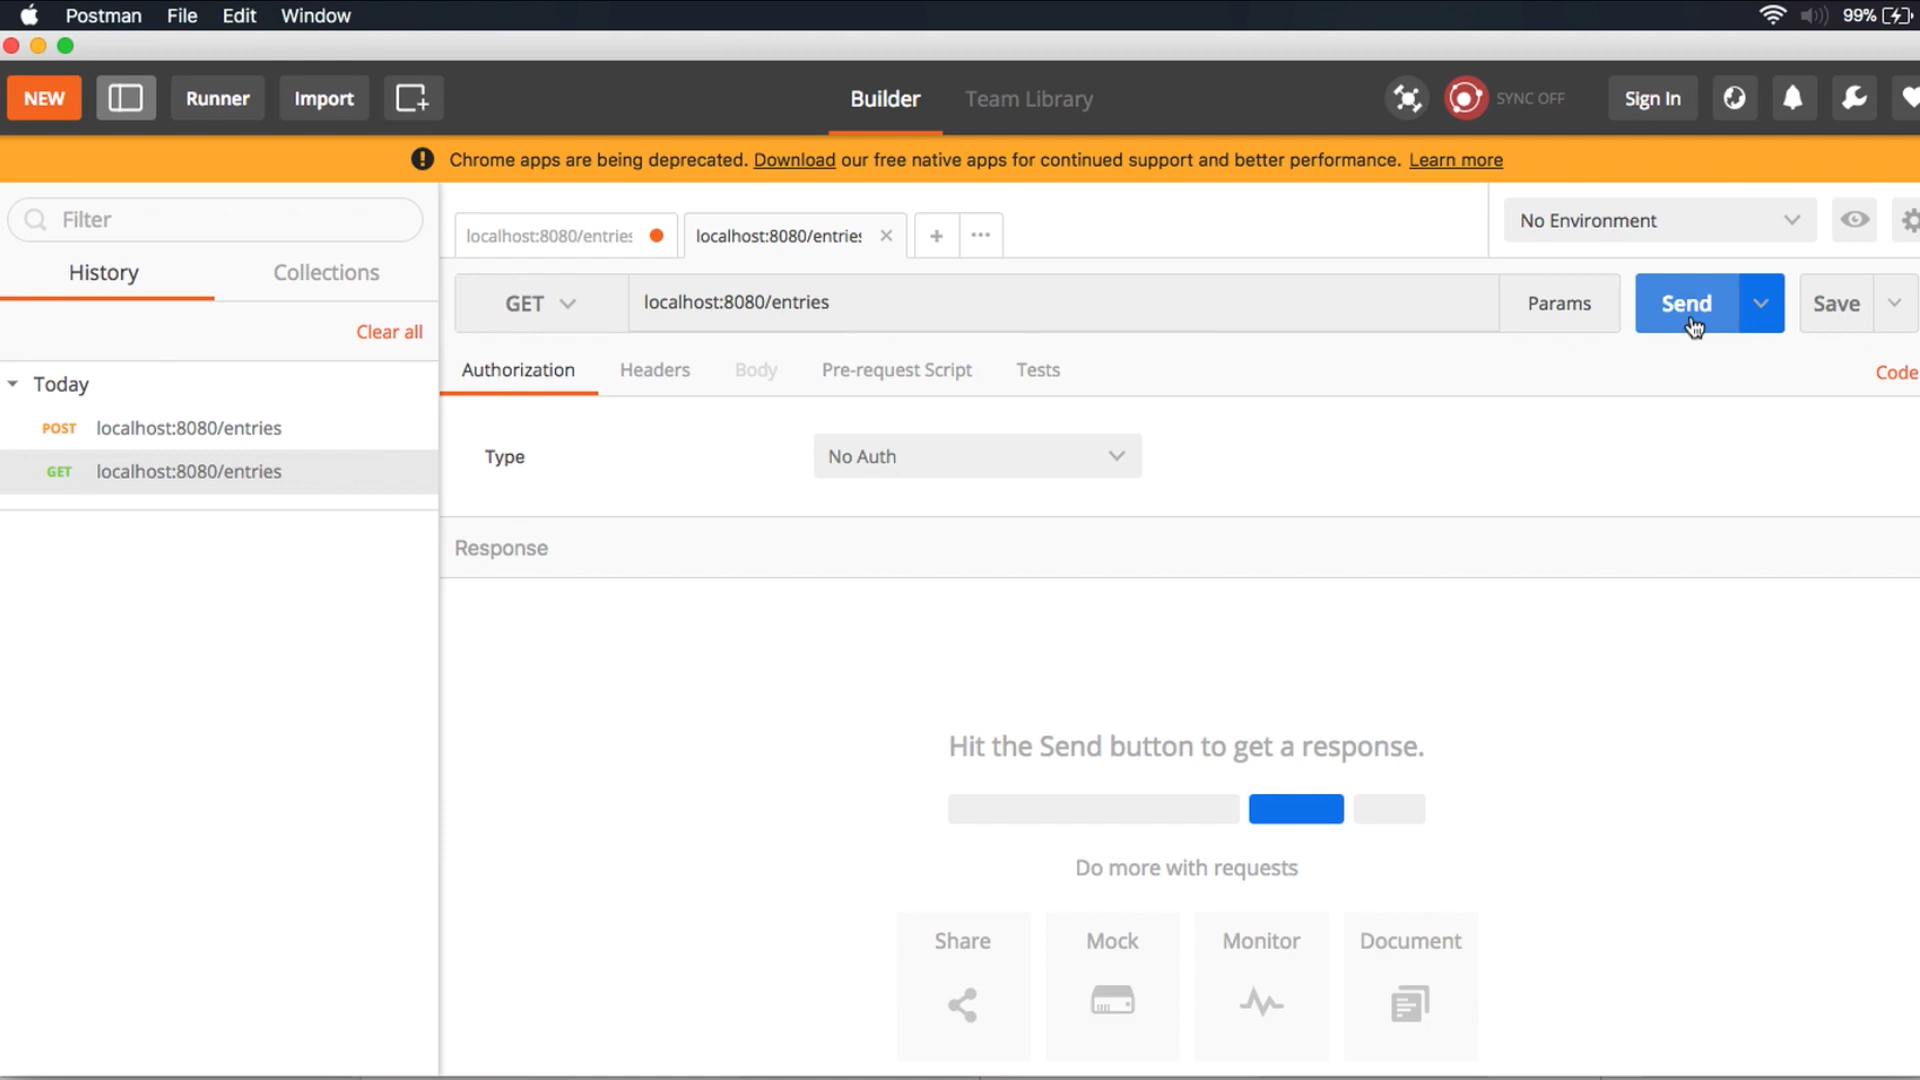 Postman File Edit Window 99%
NEW Runner Import Builder Team Library SYNC OFF Sign In
Chrome apps are being deprecated. Download our free native apps for continued support and better performance. Learn more
Filter
History Collections
Clear all
Today
POST localhost:8080/entries
GET localhost:8080/entries
localhost:8080/entries localhost:8080/entries No Environment
GET localhost:8080/entries Params Send Save
Authorization Headers Body Pre-request Script Tests Code
Type No Auth
Response
Hit the Send button to get a response.
Do more with requests
Share Mock Monitor Document